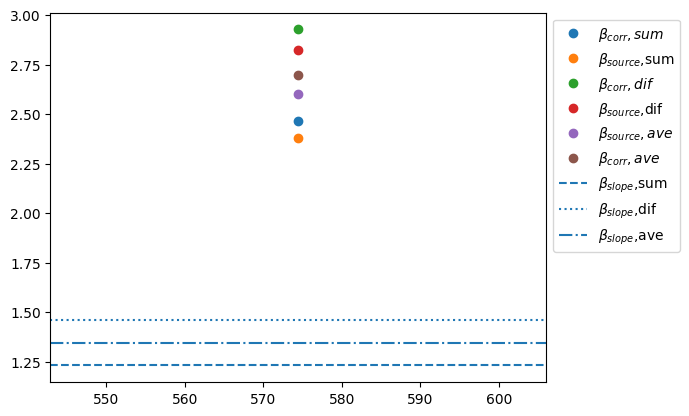 3.00
2.75
2.50
2.25
2.00
1.75
1.50
1.25
550 560 570 580 590 600
β_corr, sum
β_source,sum
β_corr, dif
β_source,dif
β_source, ave
β_corr, ave
β_slope,sum
β_slope,dif
β_slope,ave